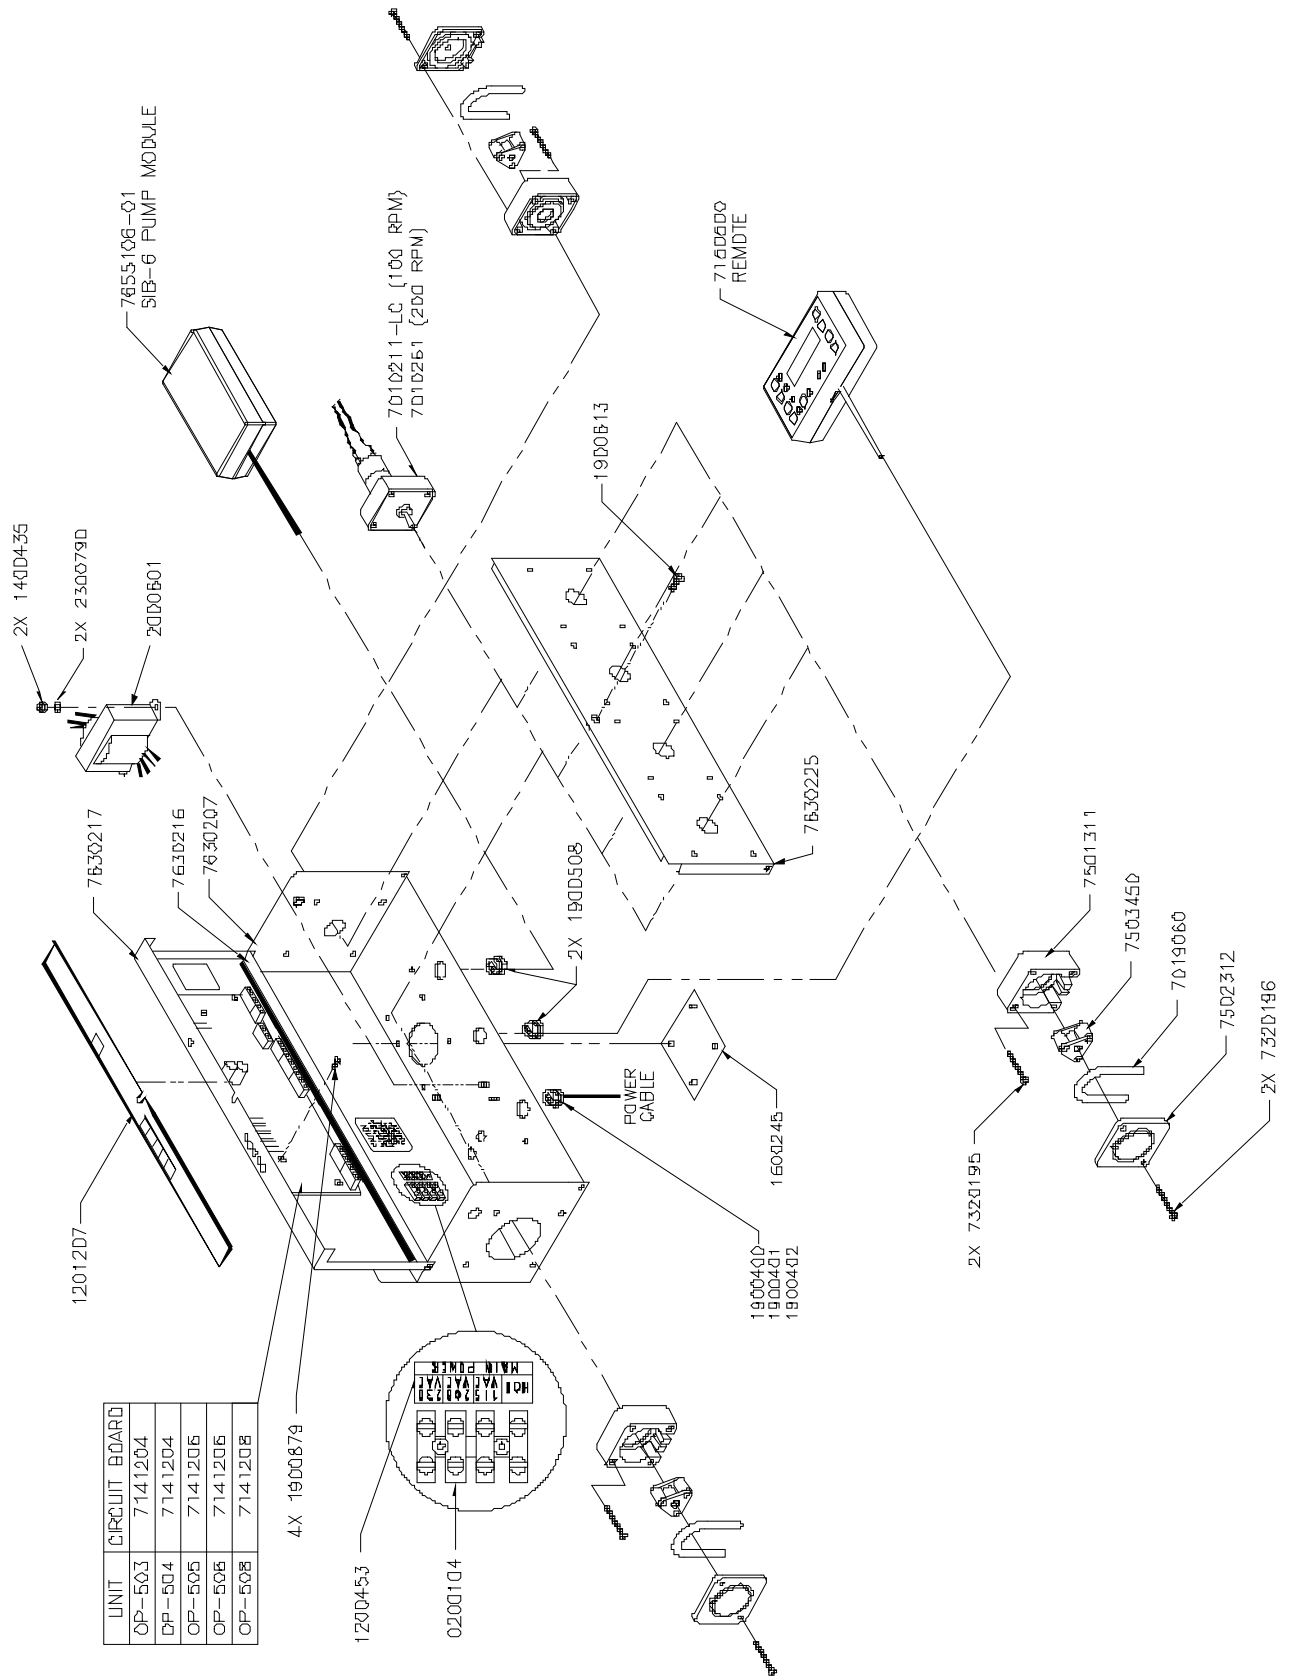 UNIT CIRCUIT BOARD
OP-503 7141204
OP-504 7141204
OP-505 7141206
OP-506 7141206
OP-508 7141208
1201207
4X 1900879
7630217
7630216
7630207
2X 1400435
2X 2300790
2000601
7655106-01
SIB-6 PUMP MODULE
7010211-LC (100 RPM)
7010261 (200 RPM)
1900613
7160600
REMOTE
7630225
2X 1900508
POWER
CABLE
1600245
1900400
1900401
1900402
1200453
0200104
MAIN POWER
115
VAC
208
VAC
230
VAC
7501311
7503450
7019060
7502312
2X 7320195
2X 7320196